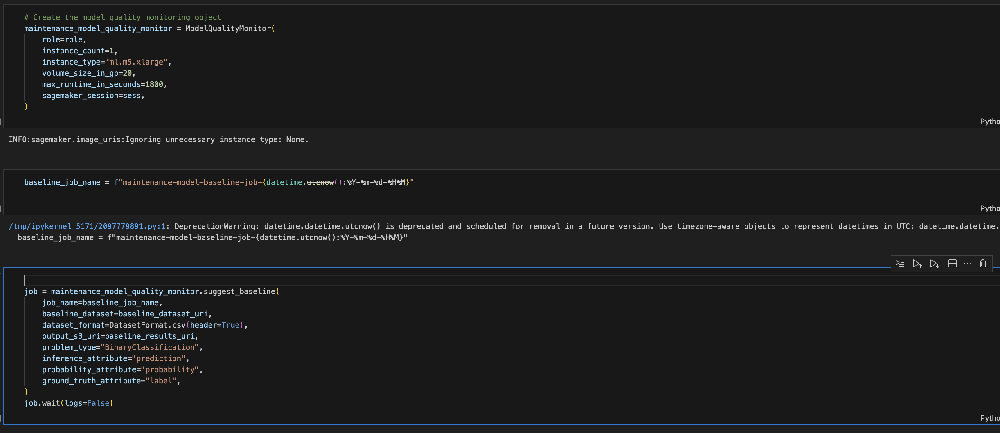 # Create the model quality monitoring object
maintenance_model_quality_monitor = ModelQualityMonitor(
    role=role,
    instance_count=1,
    instance_type="ml.m5.xlarge",
    volume_size_in_gb=20,
    max_runtime_in_seconds=1800,
    sagemaker_session=sess,
)
Pytho
INFO:sagemaker.image_uris:Ignoring unnecessary instance type: None.
baseline_job_name = f"maintenance-model-baseline-job-{datetime.utcnow():%Y-%m-%d-%H%M}"
Pytho
/tmp/ipykernel_5171/2097779891.py:1: DeprecationWarning: datetime.datetime.utcnow() is deprecated and scheduled for removal in a future version. Use timezone-aware objects to represent datetimes in UTC: datetime.datetime.
  baseline_job_name = f"maintenance-model-baseline-job-{datetime.utcnow():%Y-%m-%d-%H%M}"
job = maintenance_model_quality_monitor.suggest_baseline(
    job_name=baseline_job_name,
    baseline_dataset=baseline_dataset_uri,
    dataset_format=DatasetFormat.csv(header=True),
    output_s3_uri=baseline_results_uri,
    problem_type="BinaryClassification",
    inference_attribute="prediction",
    probability_attribute="probability",
    ground_truth_attribute="label",
)
job.wait(logs=False)
Pytho